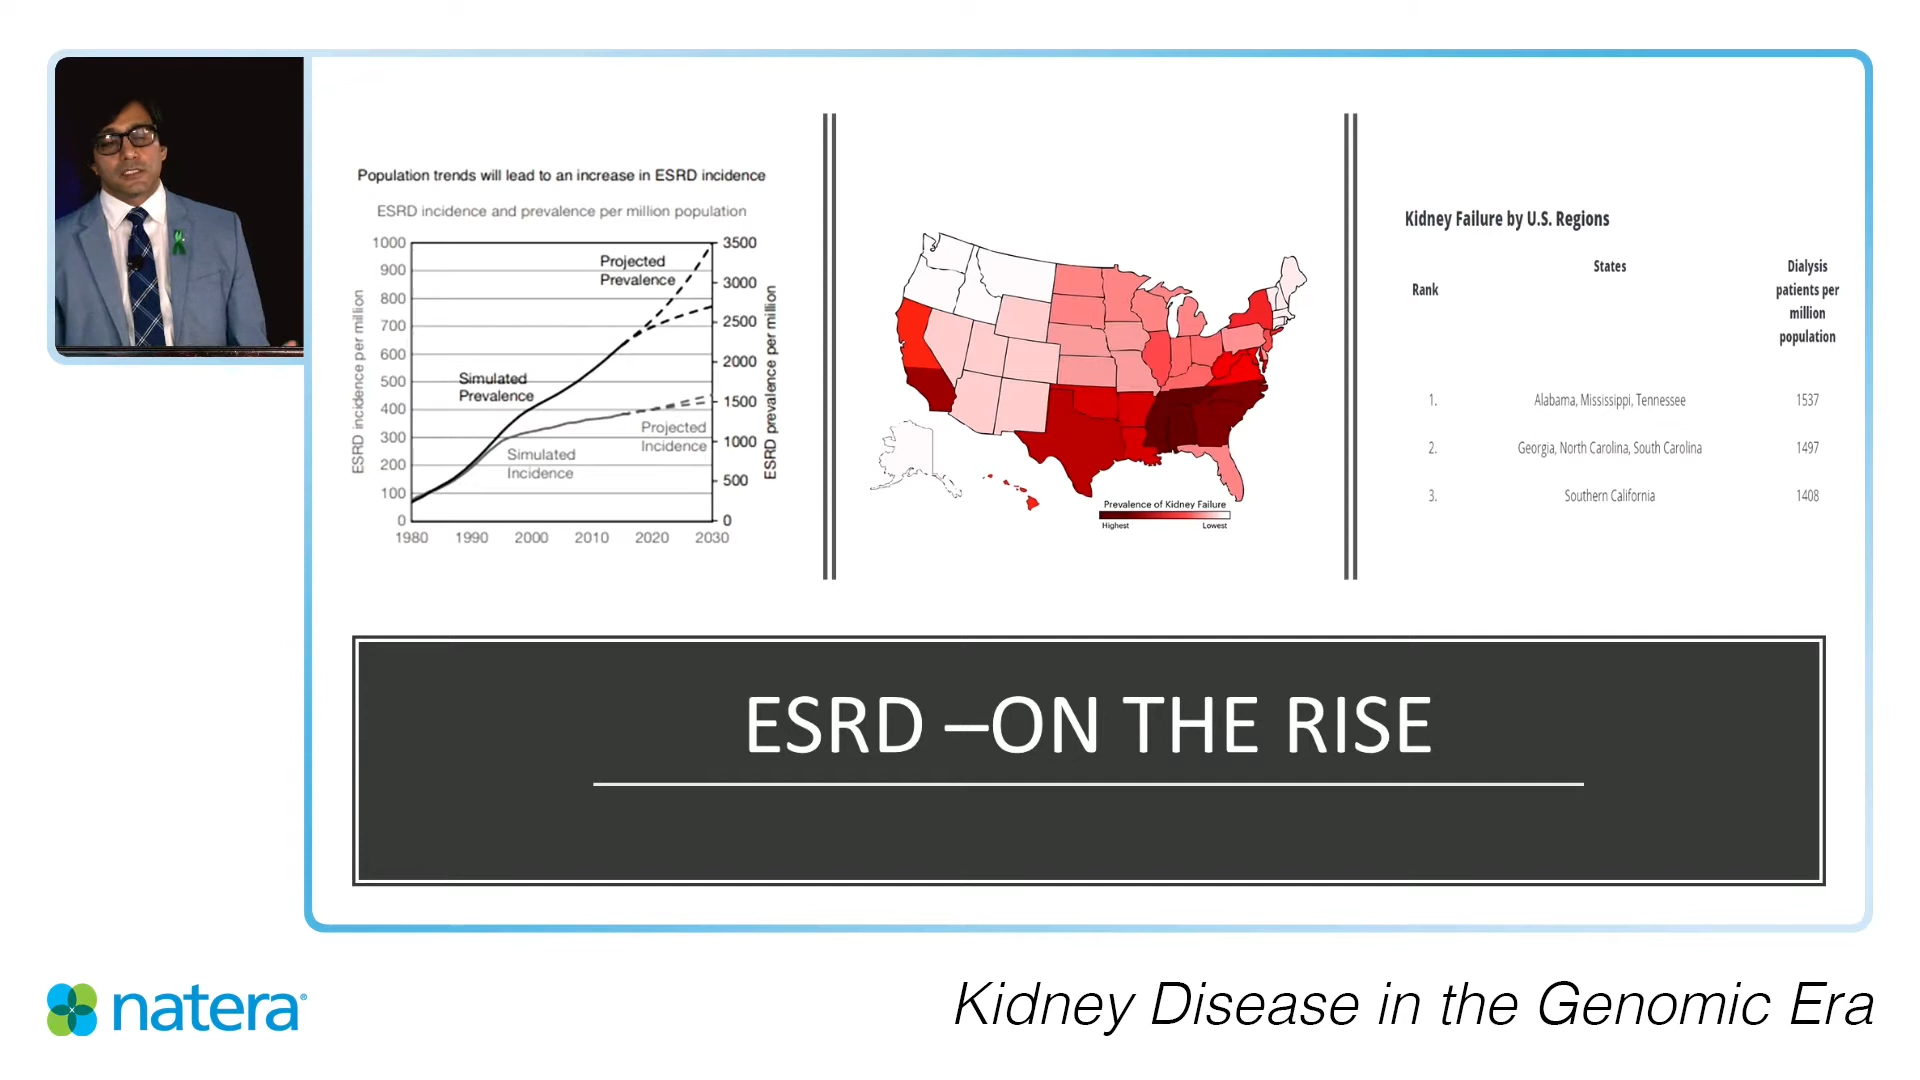 Population trends will lead to an increase in ESRD incidence
ESRD incidence and prevalence per million population
ESRD incidence per million
1000
900
800
700
600
500
400
300
200
100
0
1980 1990 2000 2010 2020 2030
Projected
Prevalence
Simulated
Prevalence
Projected
Incidence
Simulated
Incidence
3500
3000
2500
2000
1500
1000
500
0
ESRD prevalence per million
Prevalence of Kidney Failure
Highest Lowest
Kidney Failure by U.S. Regions
Rank States Dialysis
patients per
million
population
1. Alabama, Mississippi, Tennessee 1537
2. Georgia, North Carolina, South Carolina 1497
3. Southern California 1408
ESRD –ON THE RISE
natera®
Kidney Disease in the Genomic Era